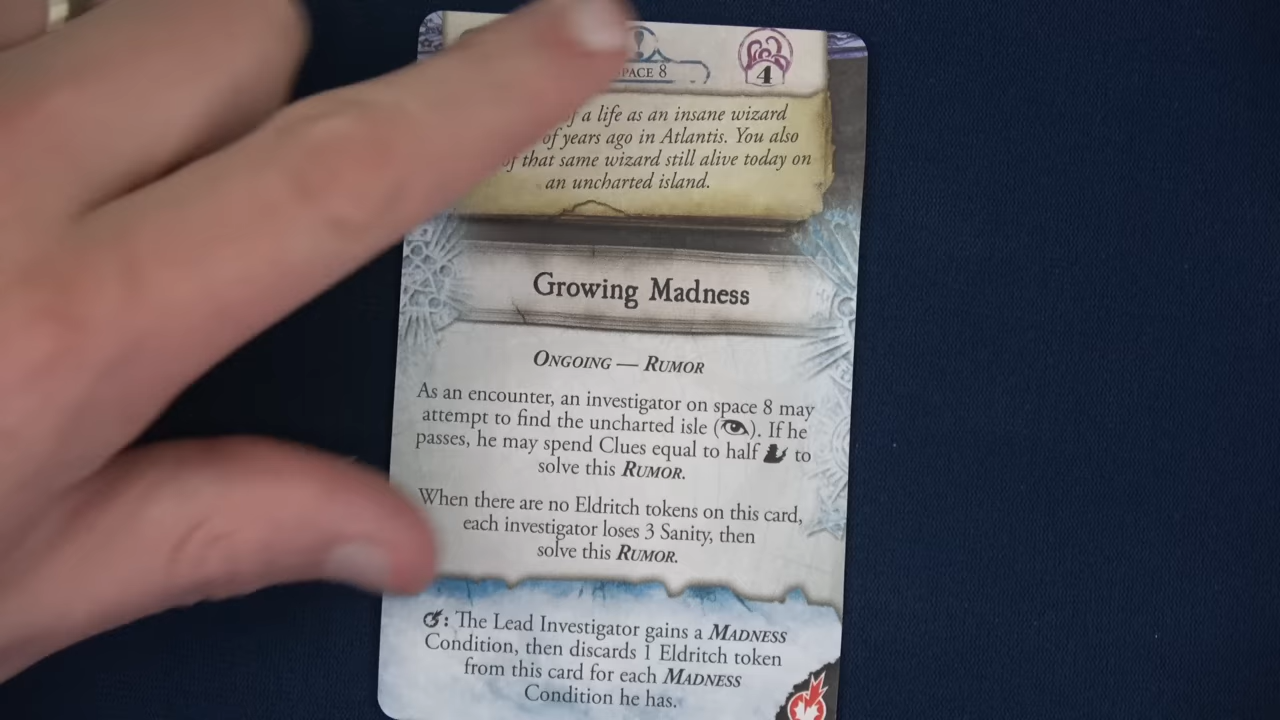 SPACE 8
4
of a life as an insane wizard
of years ago in Atlantis. You also
of that same wizard still alive today on
an uncharted island.
Growing Madness
ONGOING — RUMOR
As an encounter, an investigator on space 8 may
attempt to find the uncharted isle ( ). If he
passes, he may spend Clues equal to half to
solve this RUMOR.
When there are no Eldritch tokens on this card,
each investigator loses 3 Sanity, then
solve this RUMOR.
: The Lead Investigator gains a MADNESS
Condition, then discards 1 Eldritch token
from this card for each MADNESS
Condition he has.